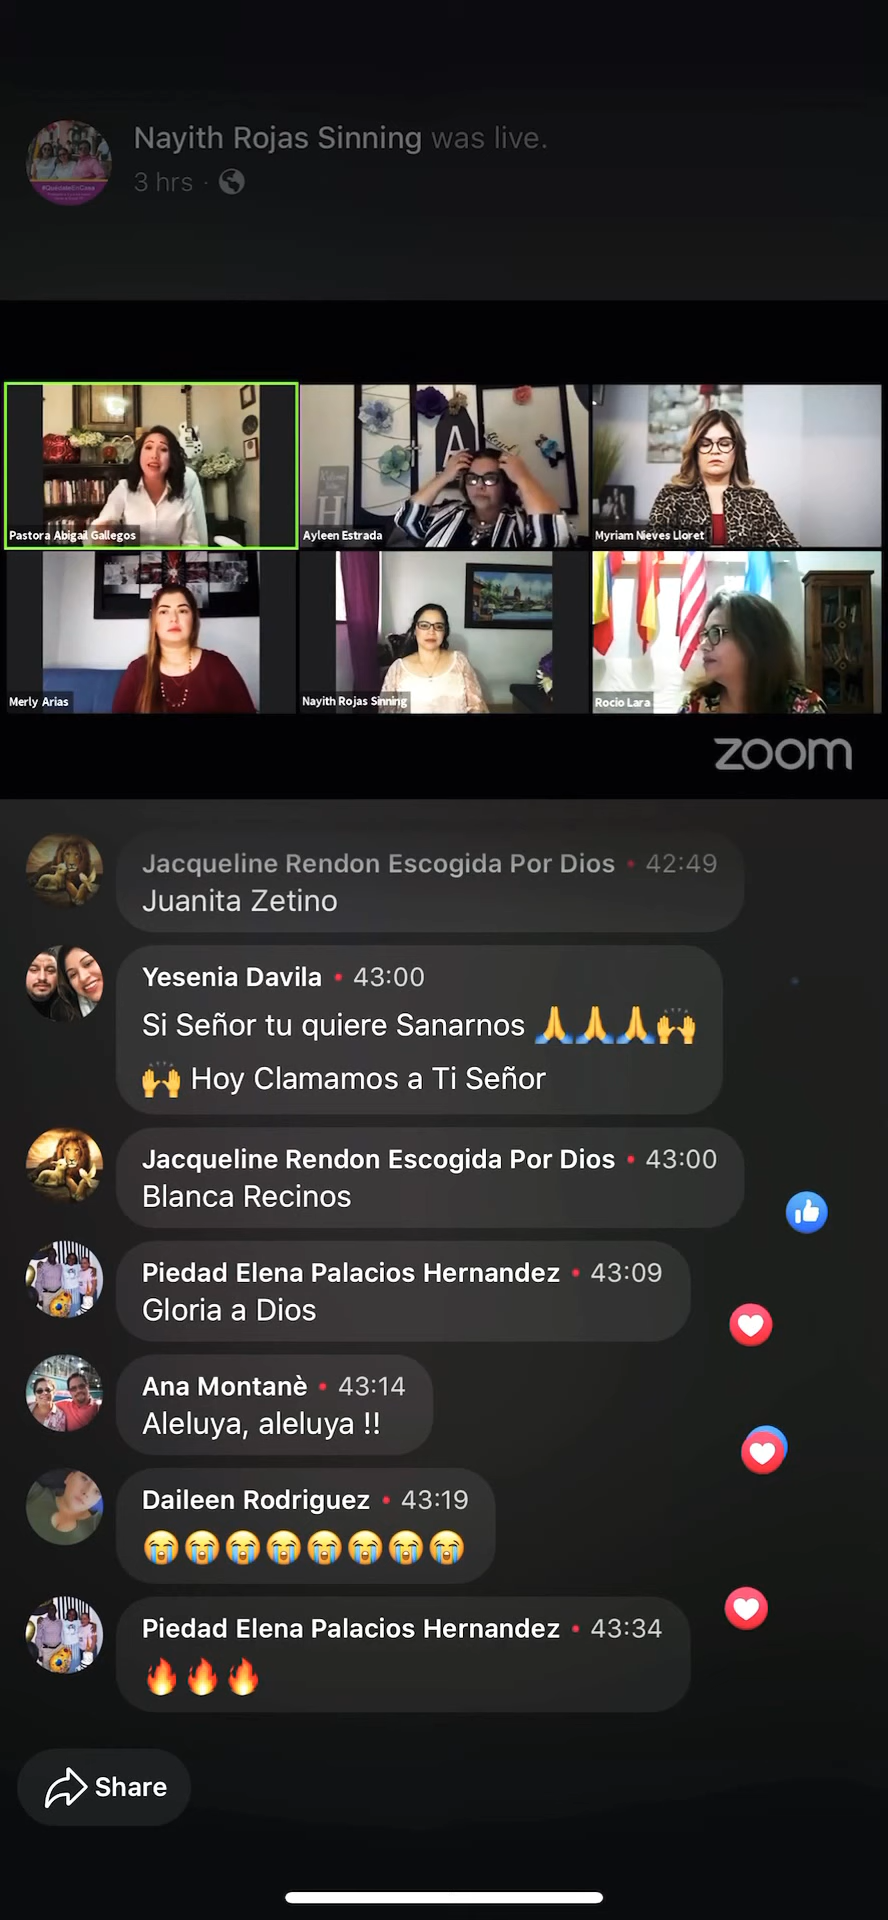 Nayith Rojas Sinning was live.
3 hrs ·
#QuédateEnCasa
Pastora Abigail Gallegos
Ayleen Estrada
Myriam Nieves Lloret
A
H
Merly Arias
Nayith Rojas Sinning
Rocio Lara
zoom
Jacqueline Rendon Escogida Por Dios • 42:49
Juanita Zetino
Yesenia Davila • 43:00
Si Señor tu quiere Sanarnos 🙏🙏🙏🙌
🙌 Hoy Clamamos a Ti Señor
Jacqueline Rendon Escogida Por Dios • 43:00
Blanca Recinos
Piedad Elena Palacios Hernandez • 43:09
Gloria a Dios
Ana Montanè • 43:14
Aleluya, aleluya !!
Daileen Rodriguez • 43:19
😭😭😭😭😭😭😭😭
Piedad Elena Palacios Hernandez • 43:34
🔥🔥🔥
Share